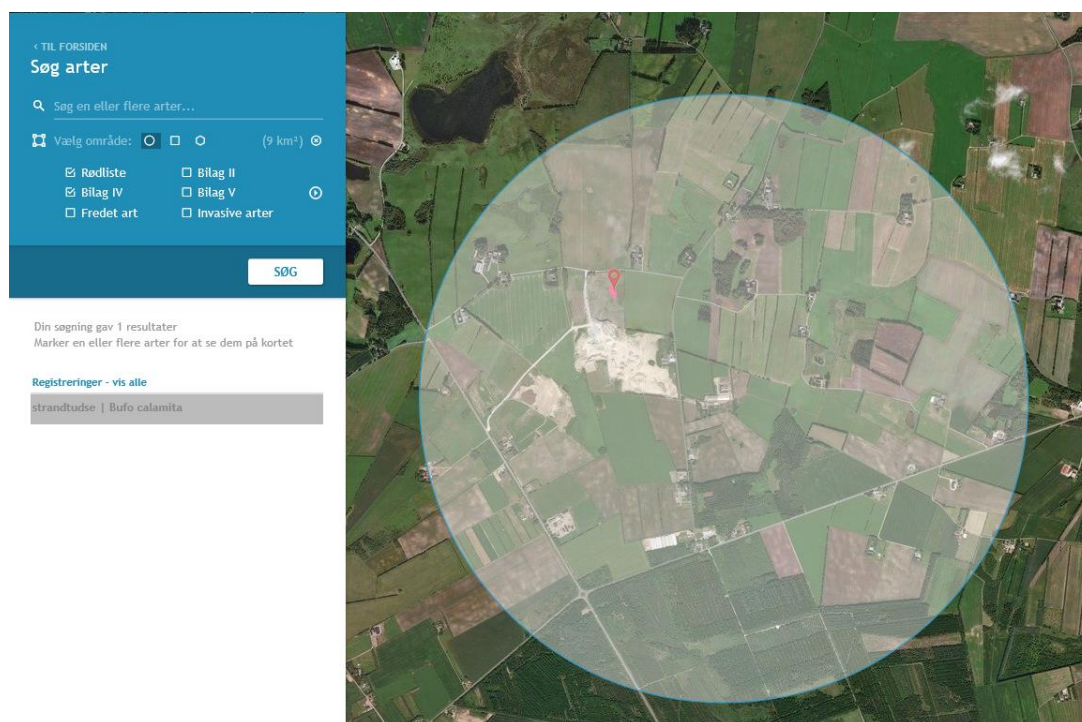 ‹ TIL FORSIDEN
Søg arter
Søg en eller flere arter...
Vælg område: (9 km²)
Rødliste Bilag II
Bilag IV Bilag V
Fredet art Invasive arter
SØG
Din søgning gav 1 resultater
Marker en eller flere arter for at se dem på kortet
Registreringer - vis alle
strandtudse | Bufo calamita